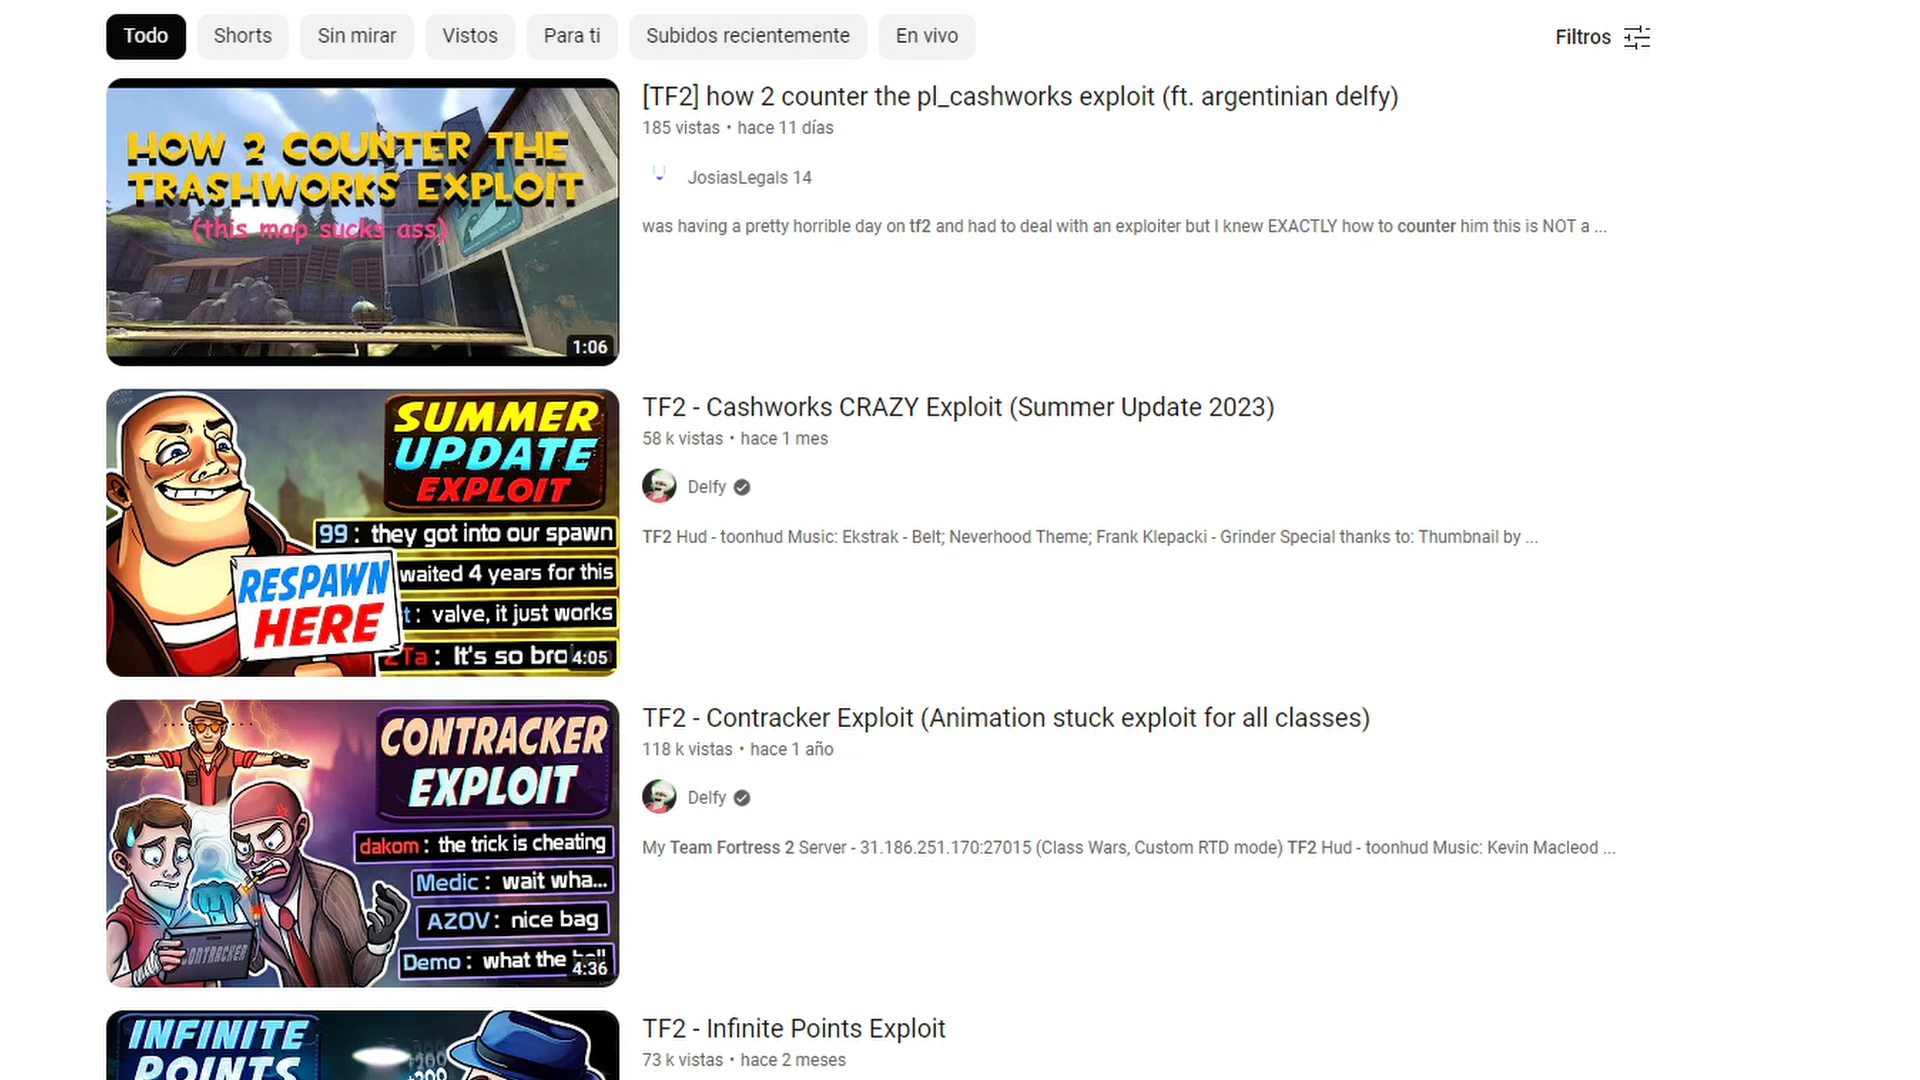 Todo Shorts Sin mirar Vistos Para ti Subidos recientemente En vivo Filtros
HOW 2 COUNTER THE
TRASHWORKS EXPLOIT
(this map sucks ass)
1:06
[TF2] how 2 counter the pl_cashworks exploit (ft. argentinian delfy)
185 vistas • hace 11 días
JosiasLegals 14
was having a pretty horrible day on tf2 and had to deal with an exploiter but I knew EXACTLY how to counter him this is NOT a ...
SUMMER
UPDATE
EXPLOIT
99 : they got into our spawn
waited 4 years for this
t : valve, it just works
It's so bro
RESPAWN
HERE
4:05
TF2 - Cashworks CRAZY Exploit (Summer Update 2023)
58 k vistas • hace 1 mes
Delfy
TF2 Hud - toonhud Music: Ekstrak - Belt; Neverhood Theme; Frank Klepacki - Grinder Special thanks to: Thumbnail by ...
CONTRACKER
EXPLOIT
dakom : the trick is cheating
Medic : wait wha...
AZOV : nice bag
Demo : what the
CONTRACKER
4:36
TF2 - Contracker Exploit (Animation stuck exploit for all classes)
118 k vistas • hace 1 año
Delfy
My Team Fortress 2 Server - 31.186.251.170:27015 (Class Wars, Custom RTD mode) TF2 Hud - toonhud Music: Kevin Macleod ...
INFINITE
POINTS
TF2 - Infinite Points Exploit
73 k vistas • hace 2 meses